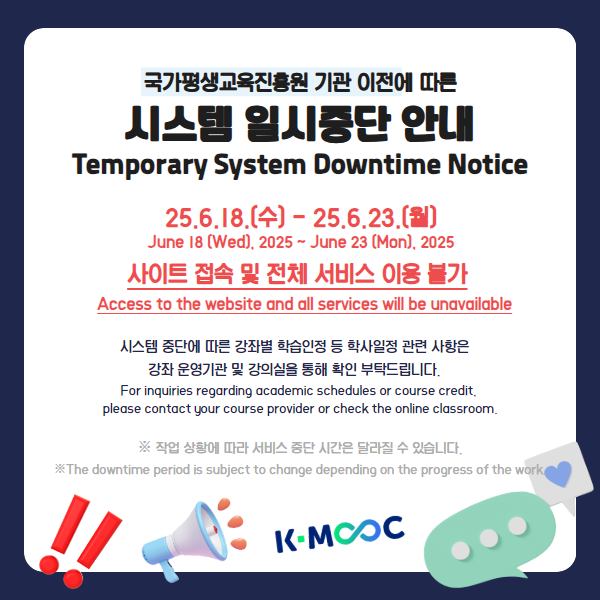 국가평생교육진흥원 기관 이전에 따른
시스템 일시중단 안내
Temporary System Downtime Notice
25.6.18.(수) - 25.6.23.(월)
June 18 (Wed), 2025 ~ June 23 (Mon), 2025
사이트 접속 및 전체 서비스 이용 불가
Access to the website and all services will be unavailable
시스템 중단에 따른 강좌별 학습인정 등 학사일정 관련 사항은
강좌 운영기관 및 강의실을 통해 확인 부탁드립니다.
For inquiries regarding academic schedules or course credit,
please contact your course provider or check the online classroom.
※ 작업 상황에 따라 서비스 중단 시간은 달라질 수 있습니다.
※The downtime period is subject to change depending on the progress of the work.
K-MOOC